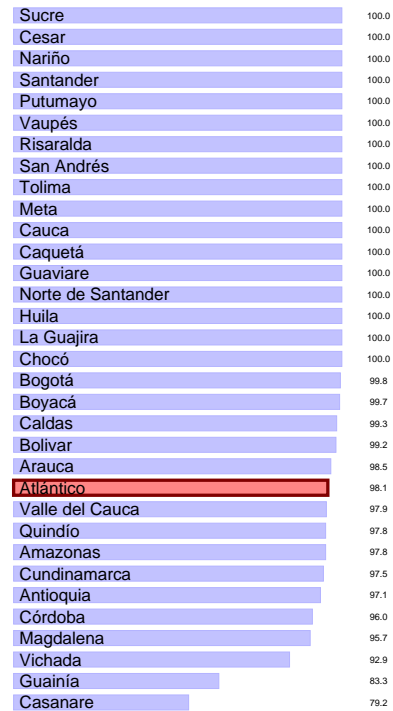 Sucre 100.0
Cesar 100.0
Nariño 100.0
Santander 100.0
Putumayo 100.0
Vaupés 100.0
Risaralda 100.0
San Andrés 100.0
Tolima 100.0
Meta 100.0
Cauca 100.0
Caquetá 100.0
Guaviare 100.0
Norte de Santander 100.0
Huila 100.0
La Guajira 100.0
Chocó 100.0
Bogotá 99.8
Boyacá 99.7
Caldas 99.3
Bolivar 99.2
Arauca 98.5
Atlántico 98.1
Valle del Cauca 97.9
Quindío 97.8
Amazonas 97.8
Cundinamarca 97.5
Antioquia 97.1
Córdoba 96.0
Magdalena 95.7
Vichada 92.9
Guainía 83.3
Casanare 79.2